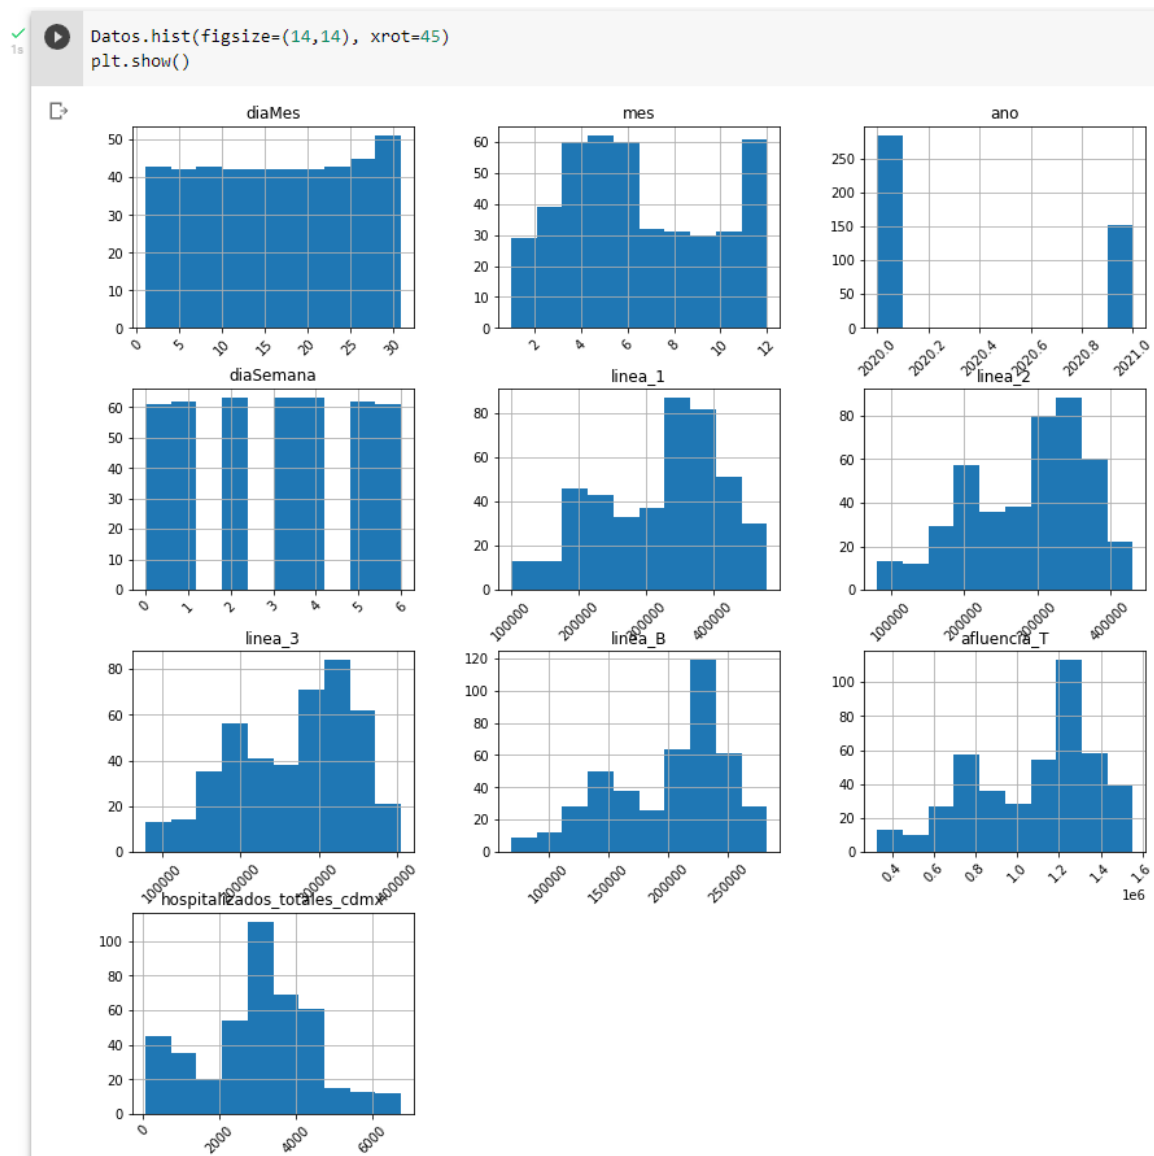 Datos.hist(figsize=(14,14), xrot=45)
plt.show()
1s
diaMes
50
40
30
20
10
0
0 5 10 15 20 25 30
mes
60
50
40
30
20
10
0
2 4 6 8 10 12
ano
250
200
150
100
50
0
2020.0 2020.2 2020.4 2020.6 2020.8 2021.0
diaSemana
60
50
40
30
20
10
0
0 1 2 3 4 5 6
linea_1
80
60
40
20
0
100000 200000 300000 400000
linea_2
80
60
40
20
0
100000 200000 300000 400000
linea_3
80
60
40
20
0
100000 200000 300000 400000
linea_B
120
100
80
60
40
20
0
100000 150000 200000 250000
afluencia_T
100
80
60
40
20
0
0.4 0.6 0.8 1.0 1.2 1.4 1.6
1e6
hospitalizados_totales_cdmx
100
80
60
40
20
0
0 2000 4000 6000